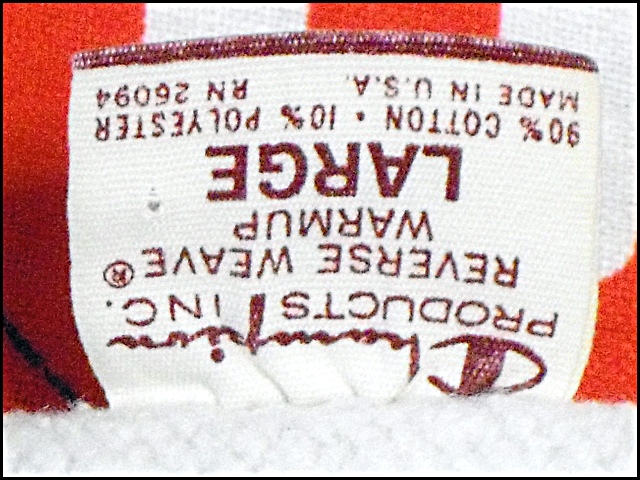 Champion
PRODUCTS INC.
REVERSE WEAVE®
WARMUP
LARGE
90% COTTON • 10% POLYESTER
MADE IN U.S.A. RN 26094